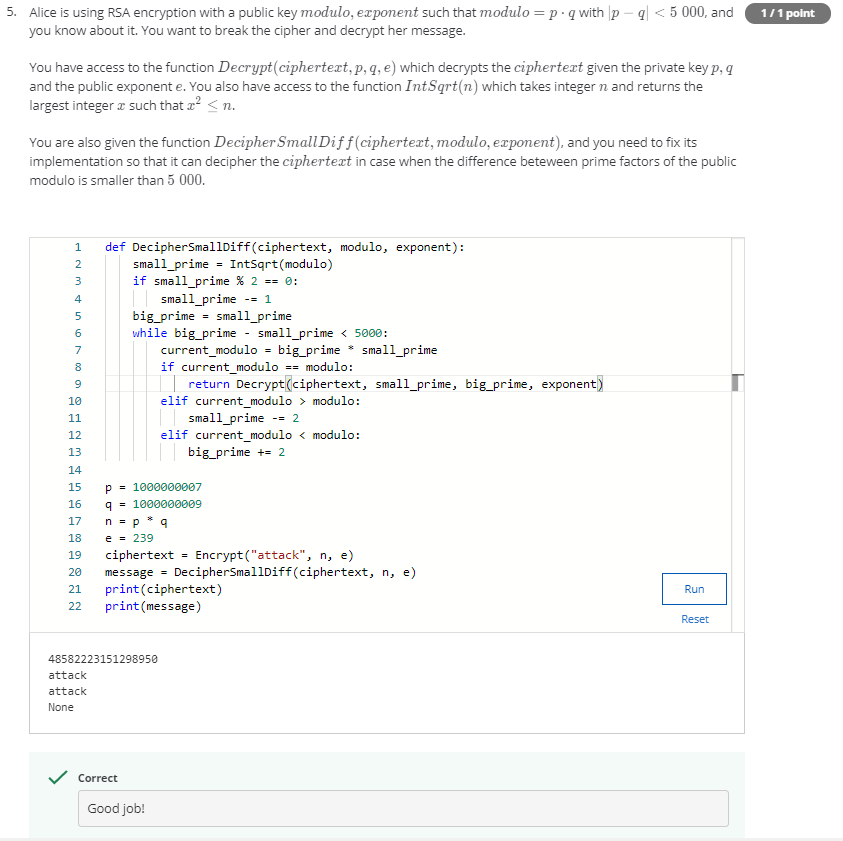 5. Alice is using RSA encryption with a public key modulo, exponent such that modulo = p · q with |p − q| < 5 000, and
1 / 1 point
you know about it. You want to break the cipher and decrypt her message.
You have access to the function Decrypt(ciphertext, p, q, e) which decrypts the ciphertext given the private key p, q
and the public exponent e. You also have access to the function IntSqrt(n) which takes integer n and returns the
largest integer x such that x² ≤ n.
You are also given the function DecipherSmallDiff(ciphertext, modulo, exponent), and you need to fix its
implementation so that it can decipher the ciphertext in case when the difference beteween prime factors of the public
modulo is smaller than 5 000.
1 def DecipherSmallDiff(ciphertext, modulo, exponent):
2     small_prime = IntSqrt(modulo)
3     if small_prime % 2 == 0:
4         small_prime -= 1
5     big_prime = small_prime
6     while big_prime - small_prime < 5000:
7         current_modulo = big_prime * small_prime
8         if current_modulo == modulo:
9             return Decrypt(ciphertext, small_prime, big_prime, exponent)
10         elif current_modulo > modulo:
11             small_prime -= 2
12         elif current_modulo < modulo:
13             big_prime += 2
14
15 p = 1000000007
16 q = 1000000009
17 n = p * q
18 e = 239
19 ciphertext = Encrypt("attack", n, e)
20 message = DecipherSmallDiff(ciphertext, n, e)
21 print(ciphertext)
22 print(message)
Run
Reset
48582223151298950
attack
attack
None
Correct
Good job!